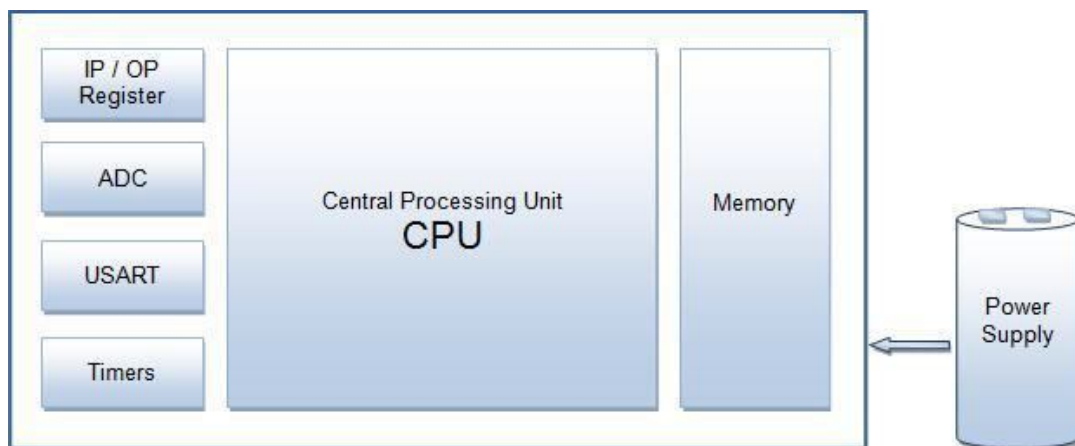 IP / OP
Register
ADC
USART
Timers
Central Processing Unit
CPU
Memory
Power
Supply